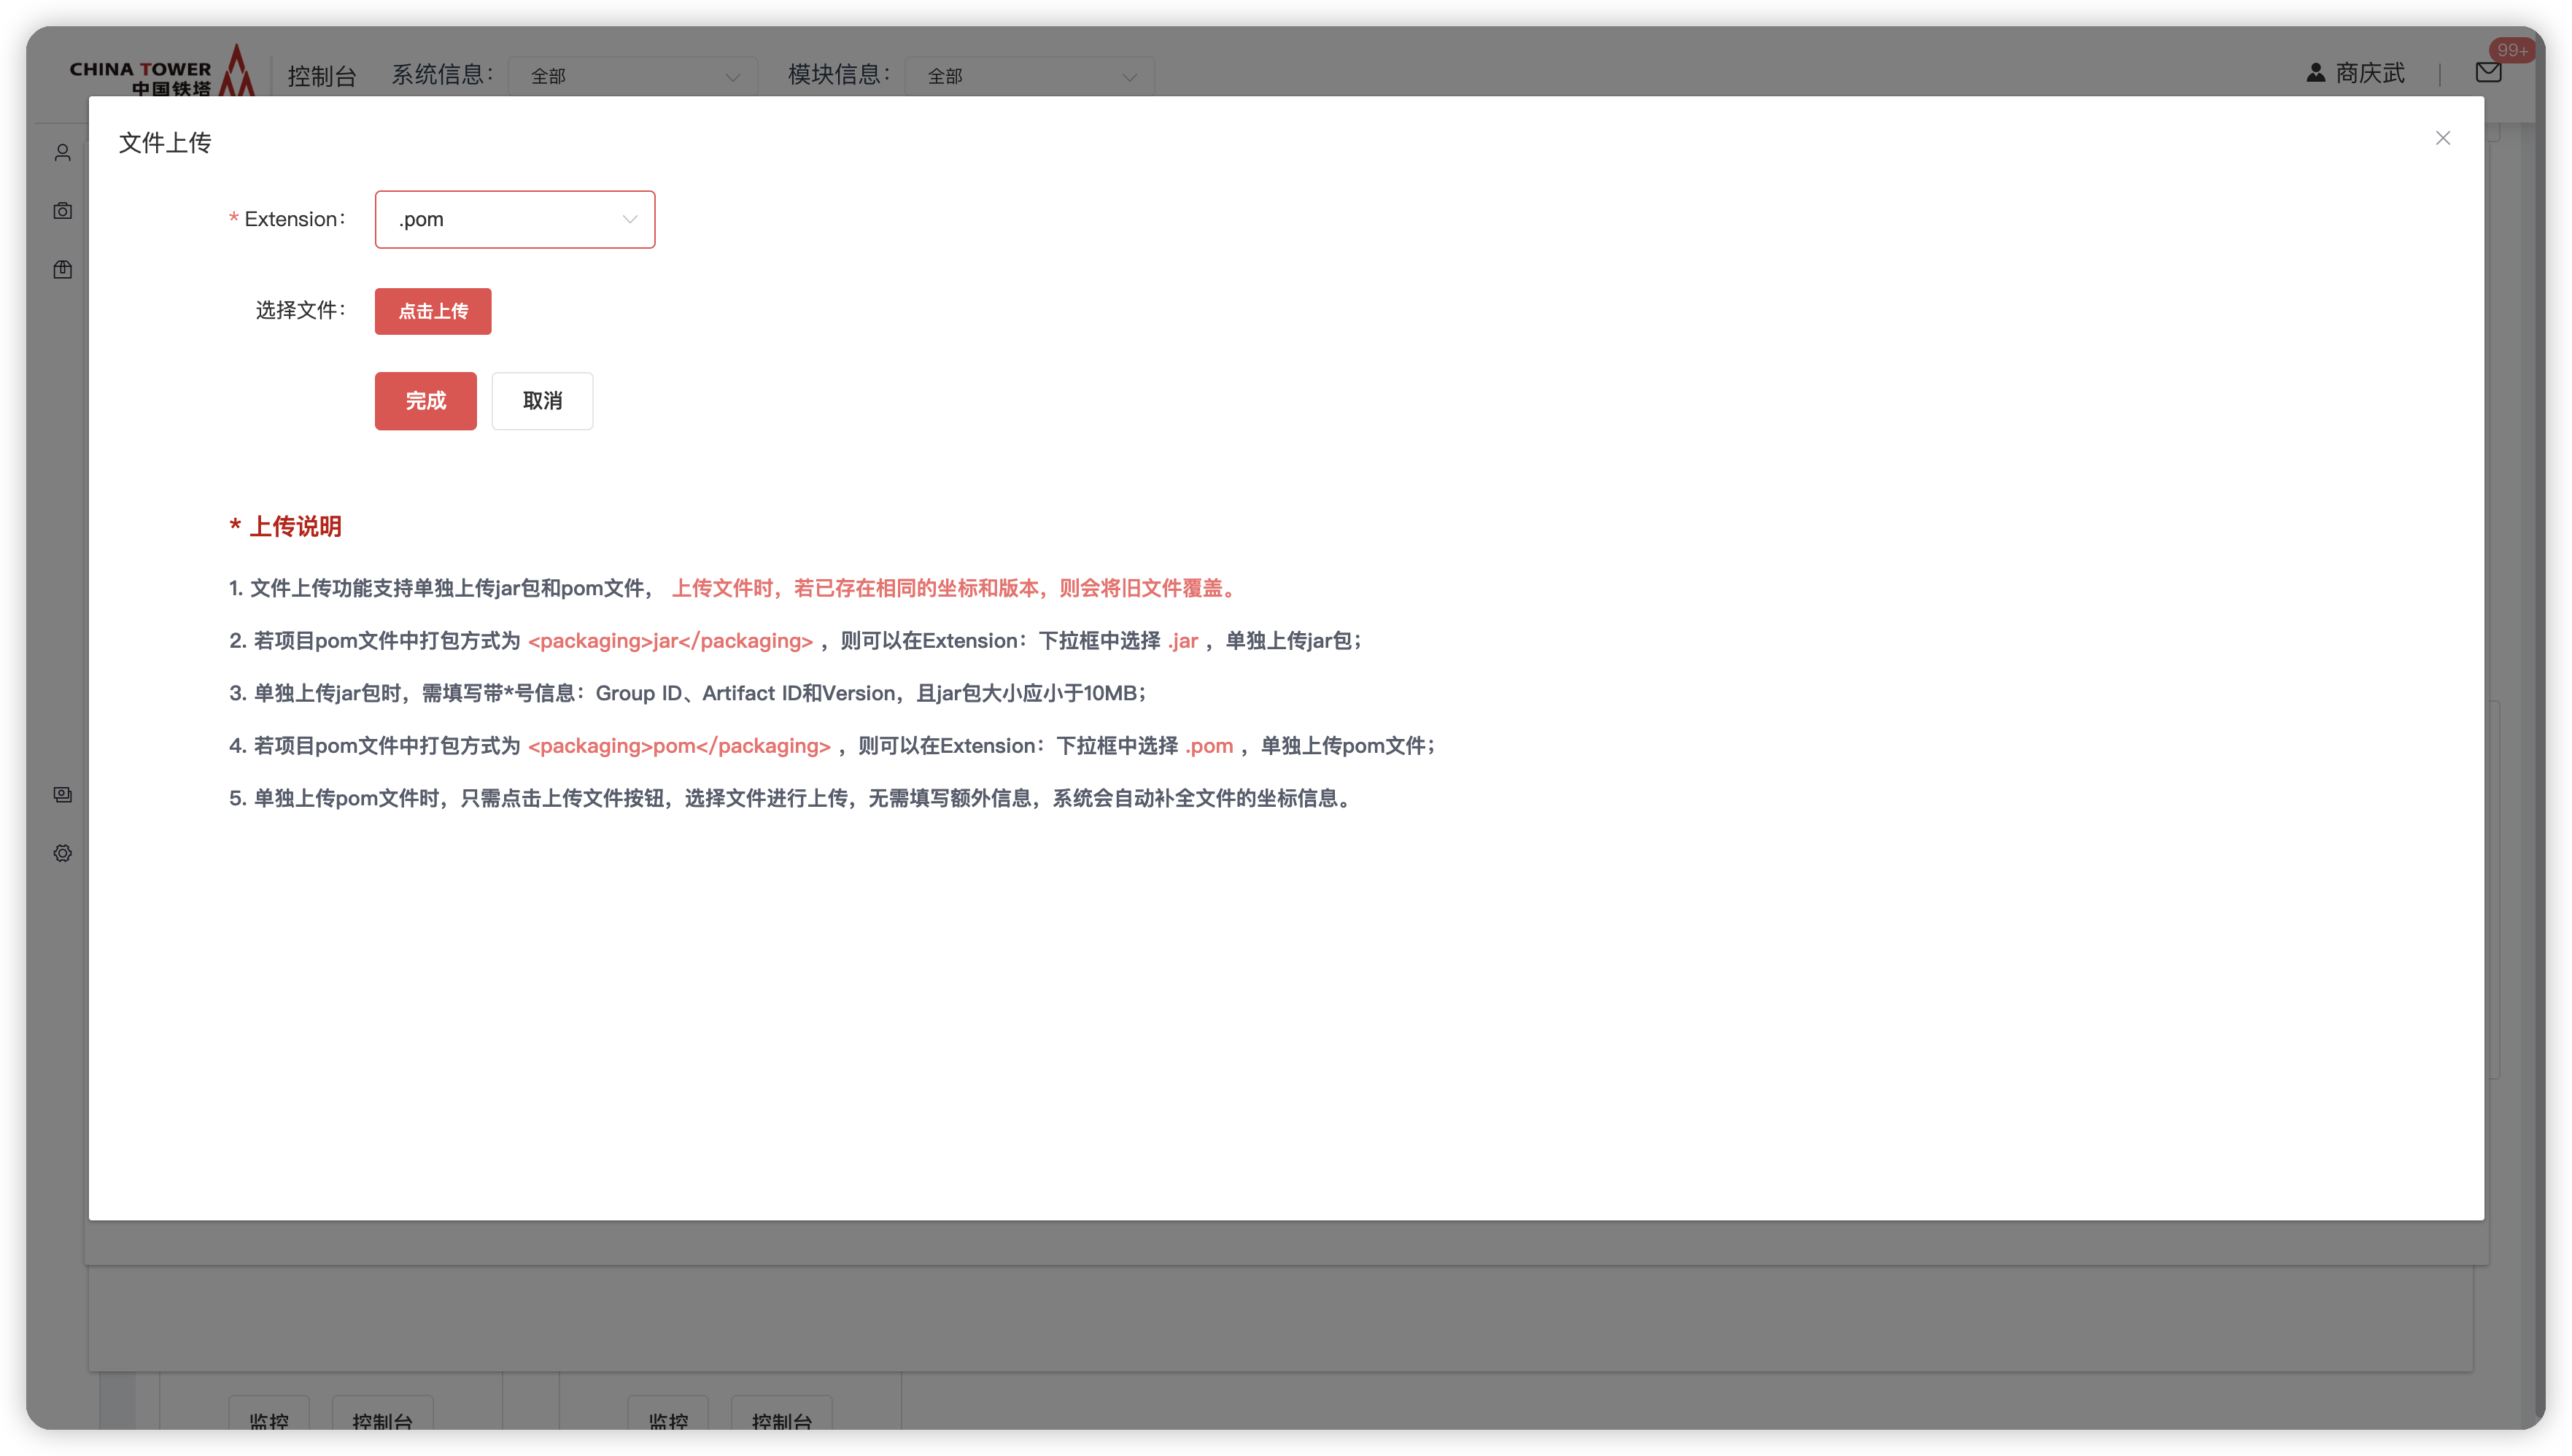 CHINA TOWER
中国铁塔
控制台
系统信息：
全部
模块信息：
全部
商庆武
99+
文件上传
* Extension：
.pom
选择文件：
点击上传
完成
取消
* 上传说明
1. 文件上传功能支持单独上传jar包和pom文件， 上传文件时，若已存在相同的坐标和版本，则会将旧文件覆盖。
2. 若项目pom文件中打包方式为 <packaging>jar</packaging> ，则可以在Extension：下拉框中选择 .jar ，单独上传jar包；
3. 单独上传jar包时，需填写带*号信息：Group ID、Artifact ID和Version，且jar包大小应小于10MB；
4. 若项目pom文件中打包方式为 <packaging>pom</packaging> ，则可以在Extension：下拉框中选择 .pom ，单独上传pom文件；
5. 单独上传pom文件时，只需点击上传文件按钮，选择文件进行上传，无需填写额外信息，系统会自动补全文件的坐标信息。
监控
控制台
监控
控制台